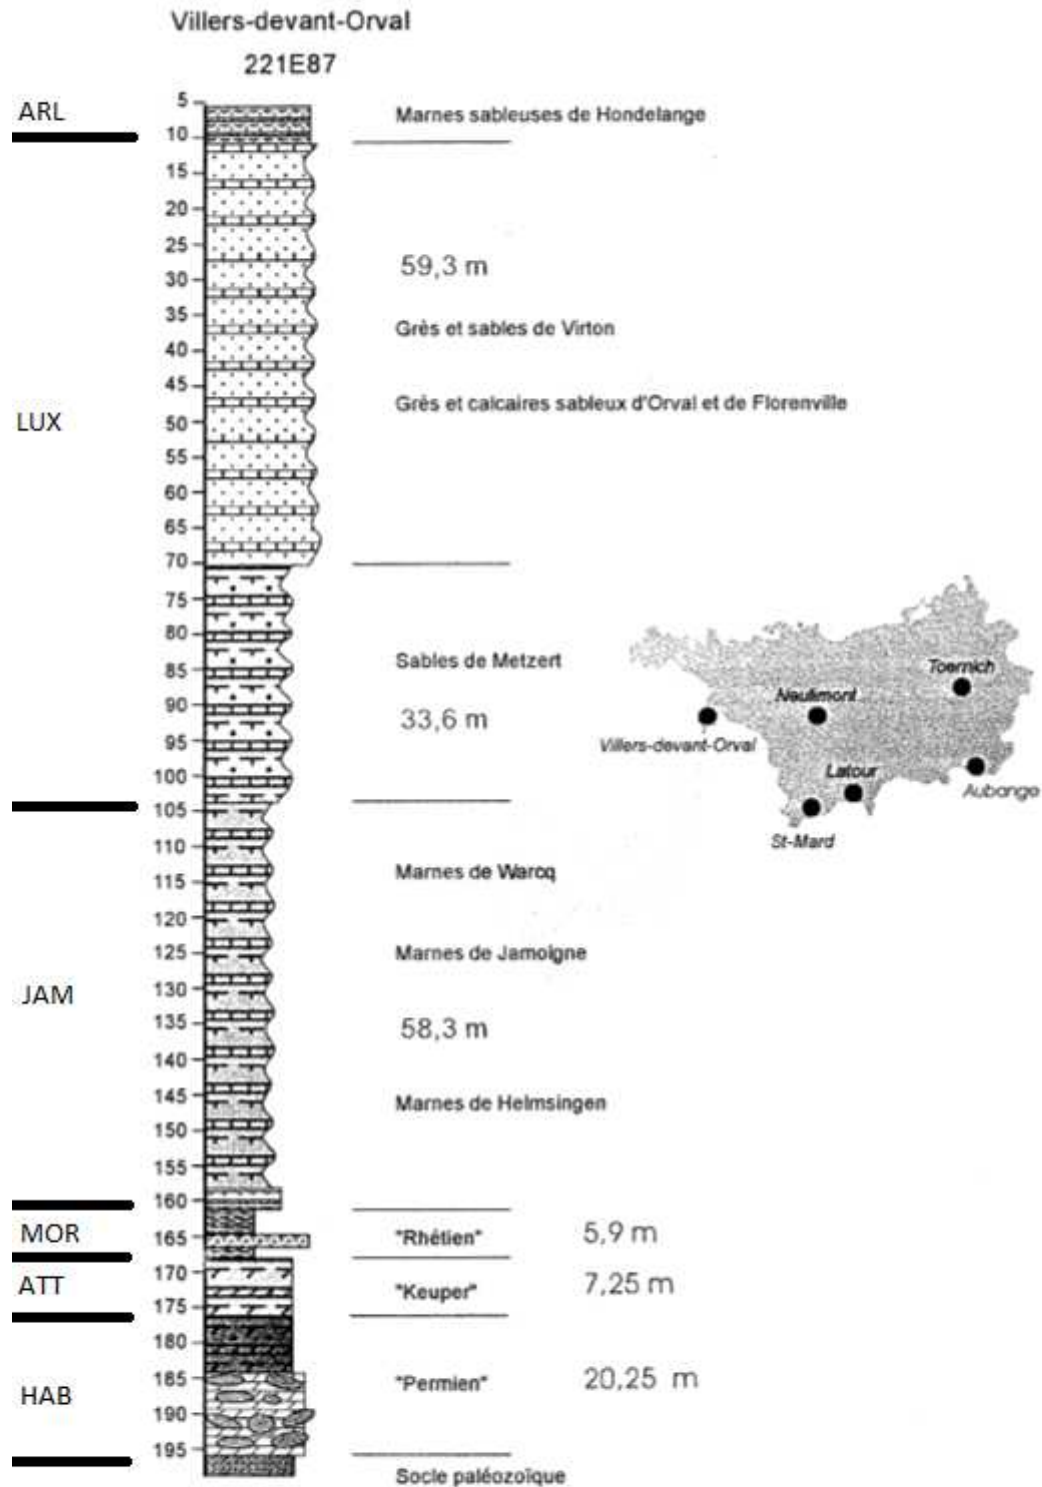 Villers-devant-Orval
221E87
ARL
LUX
JAM
MOR
ATT
HAB
5
10
15
20
25
30
35
40
45
50
55
60
65
70
75
80
85
90
95
100
105
110
115
120
125
130
135
140
145
150
155
160
165
170
175
180
185
190
195
Marnes sableuses de Hondelange
59,3 m
Grès et sables de Virton
Grès et calcaires sableux d'Orval et de Florenville
Sables de Metzert
33,6 m
Marnes de Warcq
Marnes de Jamoigne
58,3 m
Marnes de Helmsingen
"Rhétien" 5,9 m
"Keuper" 7,25 m
"Permien" 20,25 m
Socle paléozoïque
Toernich
Neulimont
Villers-devant-Orval
Latour
Aubange
St-Mard